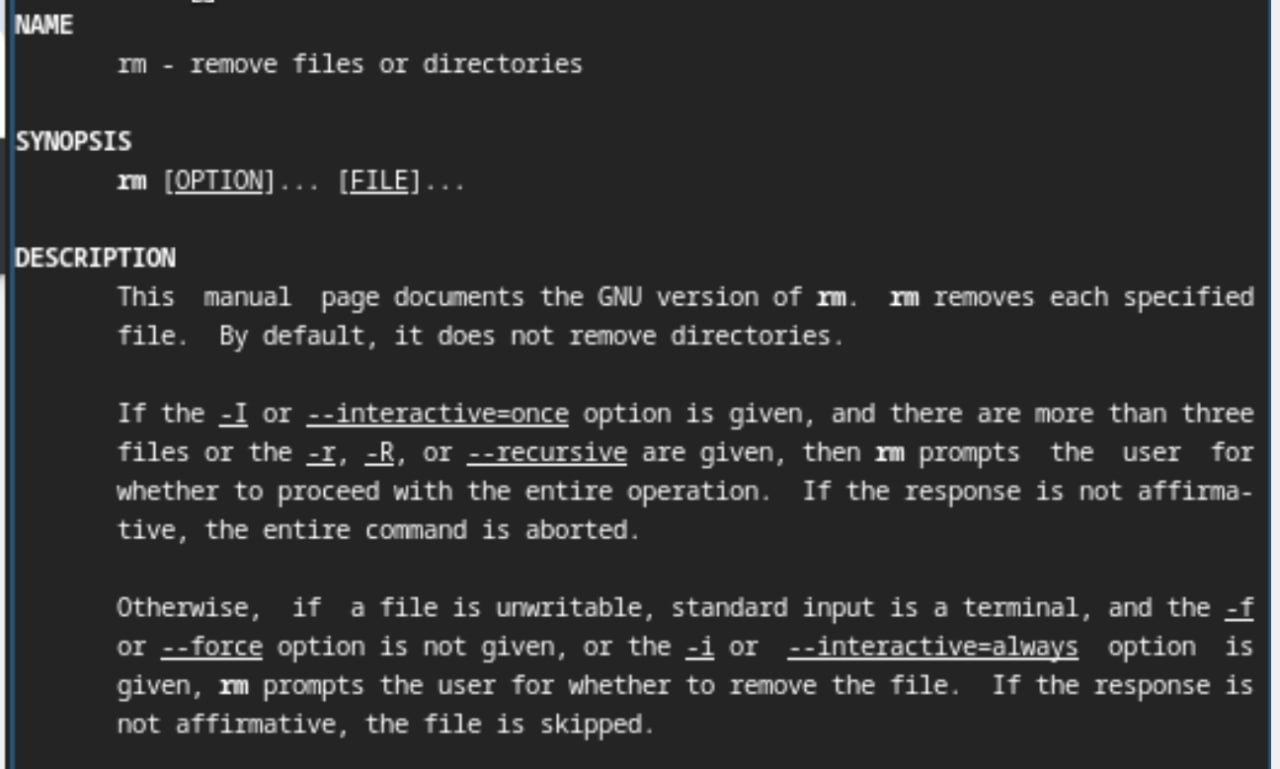 NAME
rm - remove files or directories
SYNOPSIS
rm [OPTION]... [FILE]...
DESCRIPTION
This  manual  page documents the GNU version of rm.  rm removes each specified
file.  By default, it does not remove directories.
If the -I or --interactive=once option is given, and there are more than three
files or the -r, -R, or --recursive are given, then rm prompts  the  user  for
whether to proceed with the entire operation.  If the response is not affirma-
tive, the entire command is aborted.
Otherwise,  if  a file is unwritable, standard input is a terminal, and the -f
or --force option is not given, or the -i or  --interactive=always  option  is
given, rm prompts the user for whether to remove the file.  If the response is
not affirmative, the file is skipped.